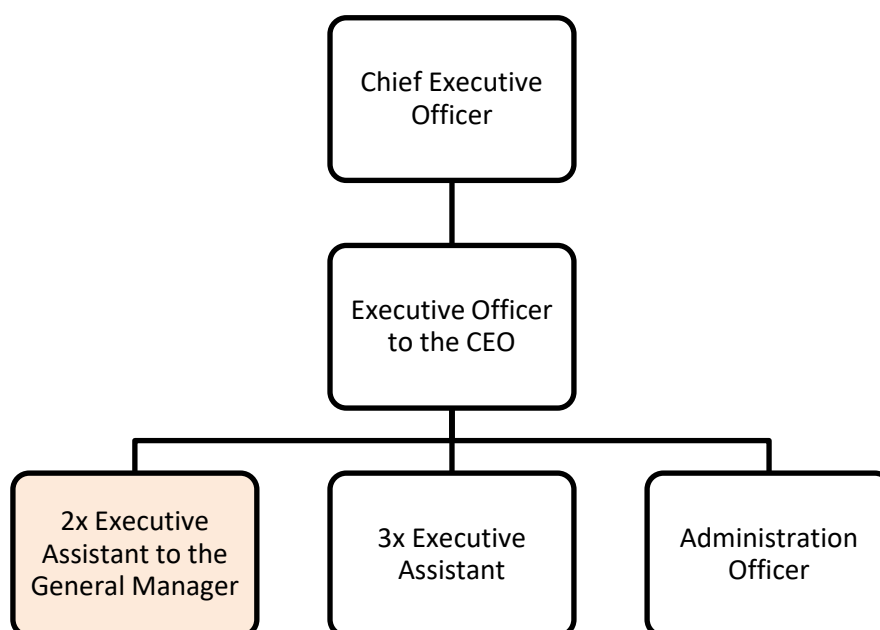 Chief Executive
Officer
Executive Officer
to the CEO
2x Executive
Assistant to the
General Manager
3x Executive
Assistant
Administration
Officer